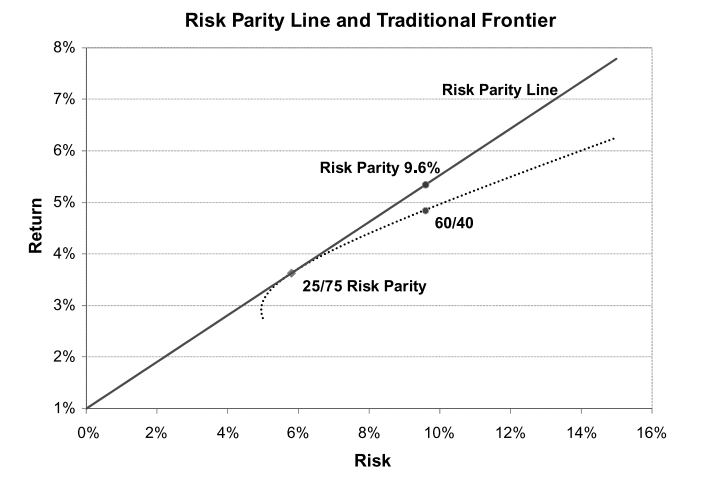 Risk Parity Line and Traditional Frontier
8%
7%
6%
5%
4%
3%
2%
1%
Return
Risk Parity Line
Risk Parity 9.6%
60/40
25/75 Risk Parity
0% 2% 4% 6% 8% 10% 12% 14% 16%
Risk